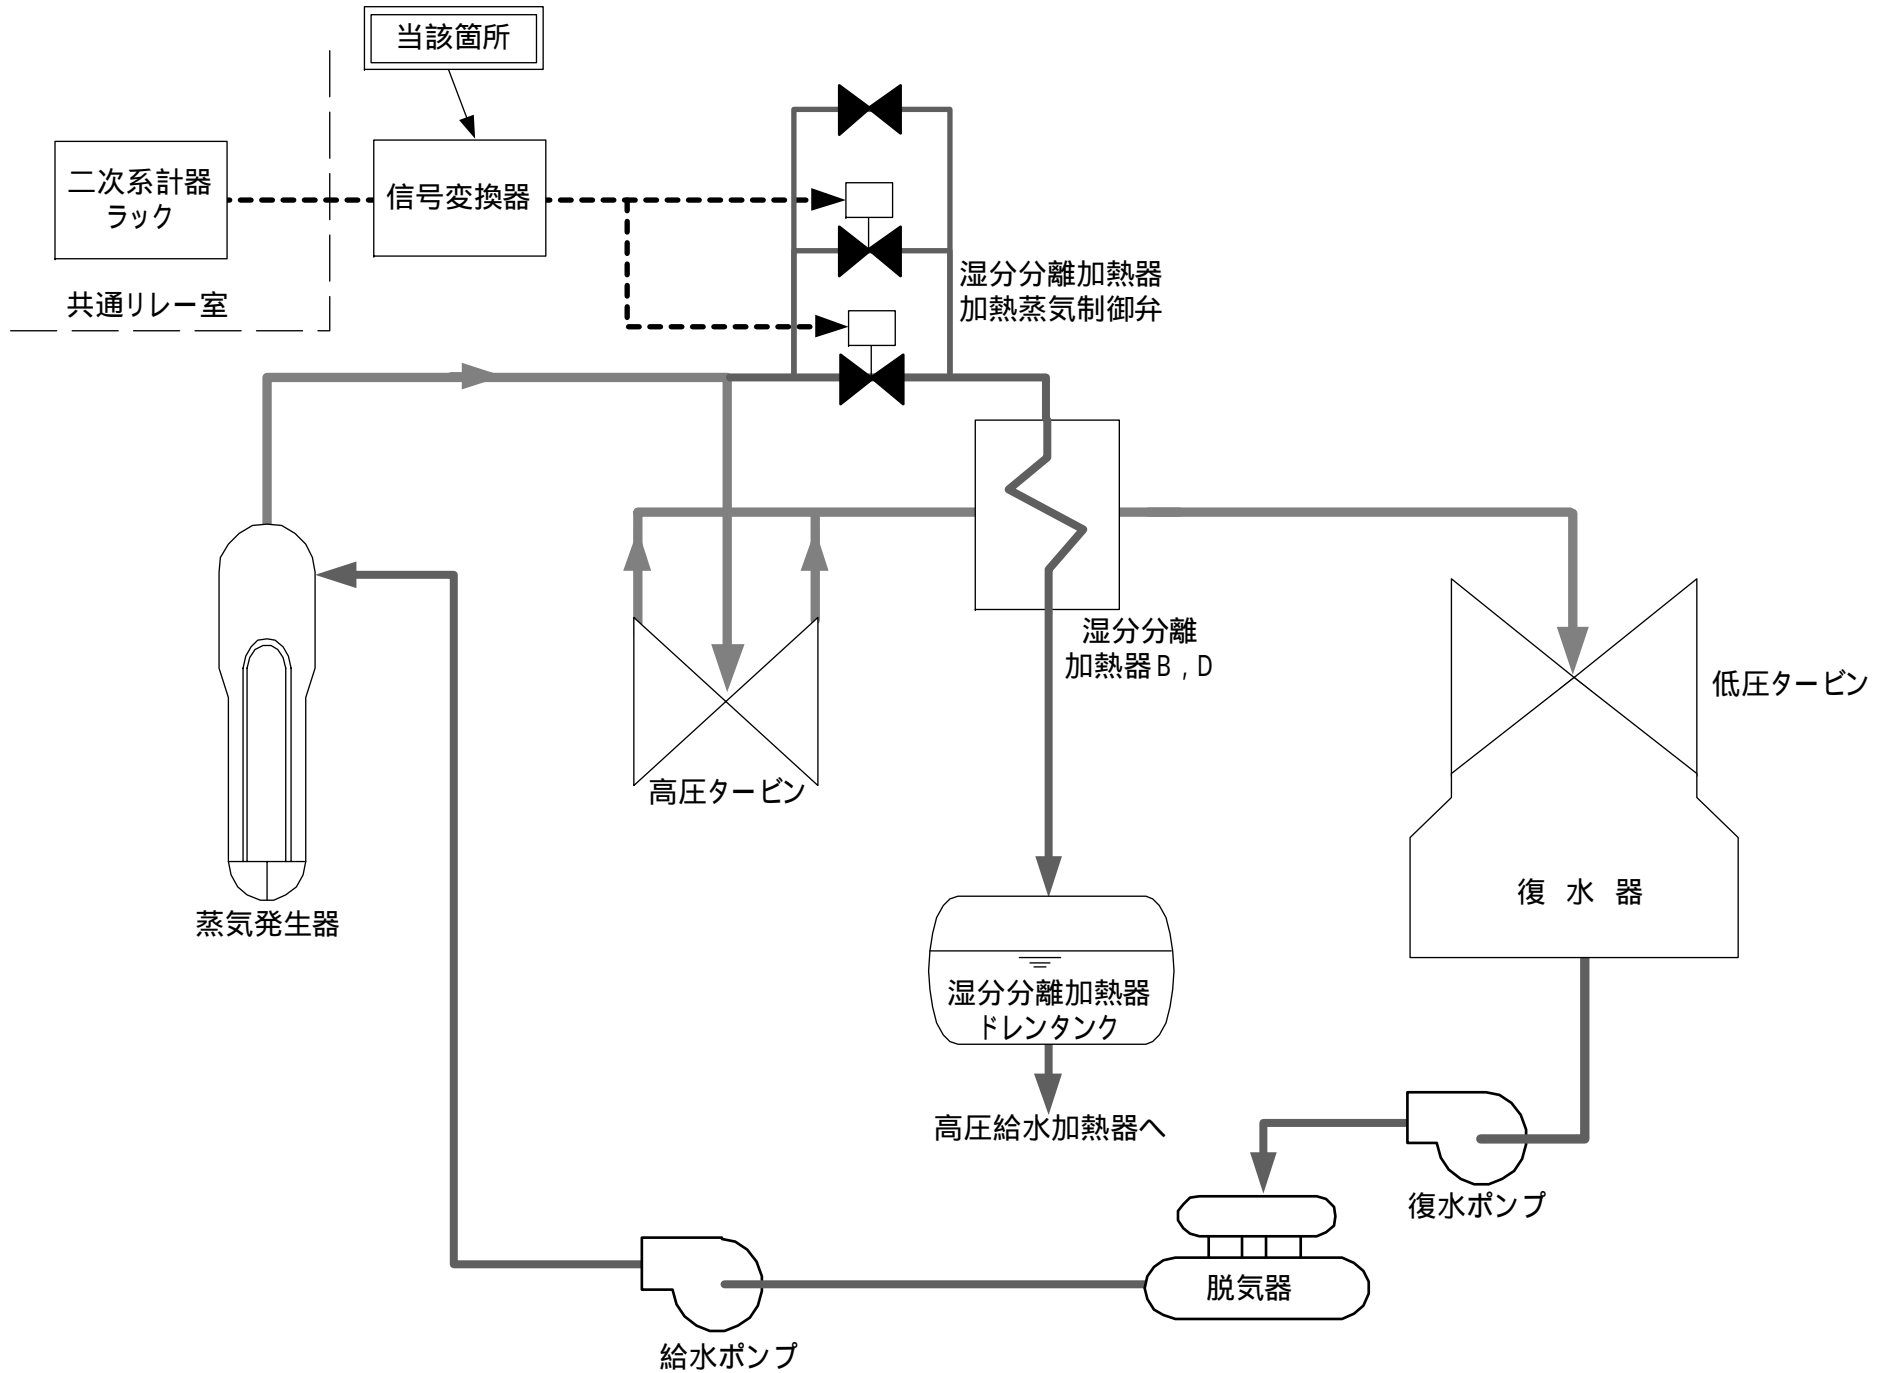 当該箇所
二次系計器
ラック
信号変換器
共通リレー室
湿分分離加熱器
加熱蒸気制御弁
湿分分離
加熱器B,D
低圧タービン
高圧タービン
復水器
蒸気発生器
湿分分離加熱器
ドレンタンク
高圧給水加熱器へ
復水ポンプ
脱気器
給水ポンプ